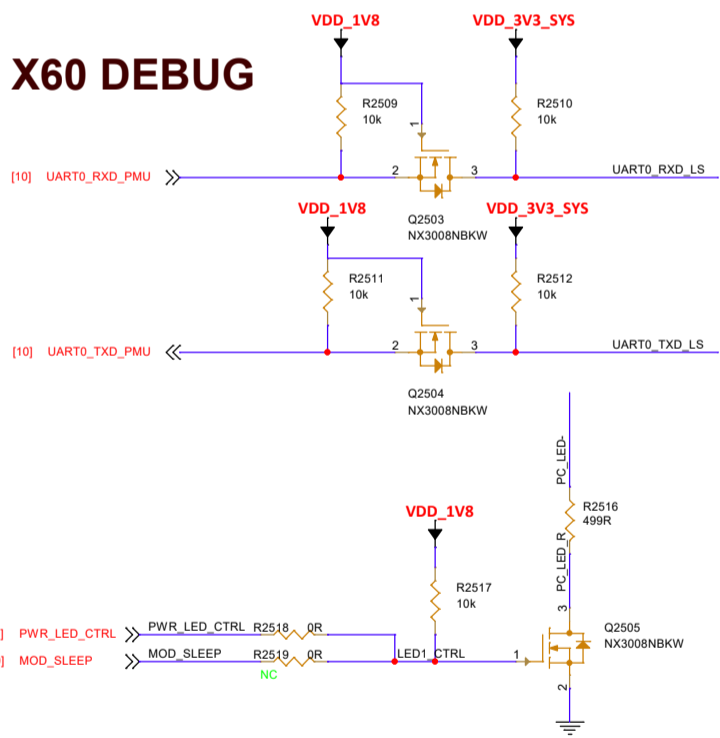 VDD_1V8
VDD_3V3_SYS
X60 DEBUG
R2509
10k
R2510
10k
1
[10] UART0_RXD_PMU
2
3
UART0_RXD_LS
Q2503
NX3008NBKW
VDD_1V8
VDD_3V3_SYS
R2511
10k
R2512
10k
1
[10] UART0_TXD_PMU
2
3
UART0_TXD_LS
Q2504
NX3008NBKW
PC_LED-
R2516
499R
PC_LED_R
VDD_1V8
R2517
10k
3
Q2505
NX3008NBKW
] PWR_LED_CTRL
PWR_LED_CTRL
R2518
0R
] MOD_SLEEP
MOD_SLEEP
R2519
0R
NC
LED1_CTRL
1
2